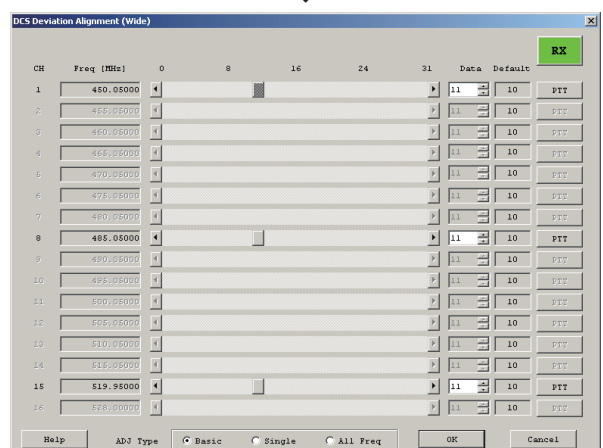 DCS Deviation Alignment (Wide)
RX
CH Freq [MHz] 0 8 16 24 31 Data Default
1 450.05000 11 10 PTT
2 455.05000 11 10 PTT
3 460.05000 11 10 PTT
4 465.05000 11 10 PTT
5 470.05000 11 10 PTT
6 475.05000 11 10 PTT
7 480.05000 11 10 PTT
8 485.05000 11 10 PTT
9 490.05000 11 10 PTT
10 495.05000 11 10 PTT
11 500.05000 11 10 PTT
12 505.05000 11 10 PTT
13 510.05000 11 10 PTT
14 515.05000 11 10 PTT
15 519.95000 11 10 PTT
16 528.00000 11 10 PTT
Help ADJ Type Basic Single All Freq OK Cancel